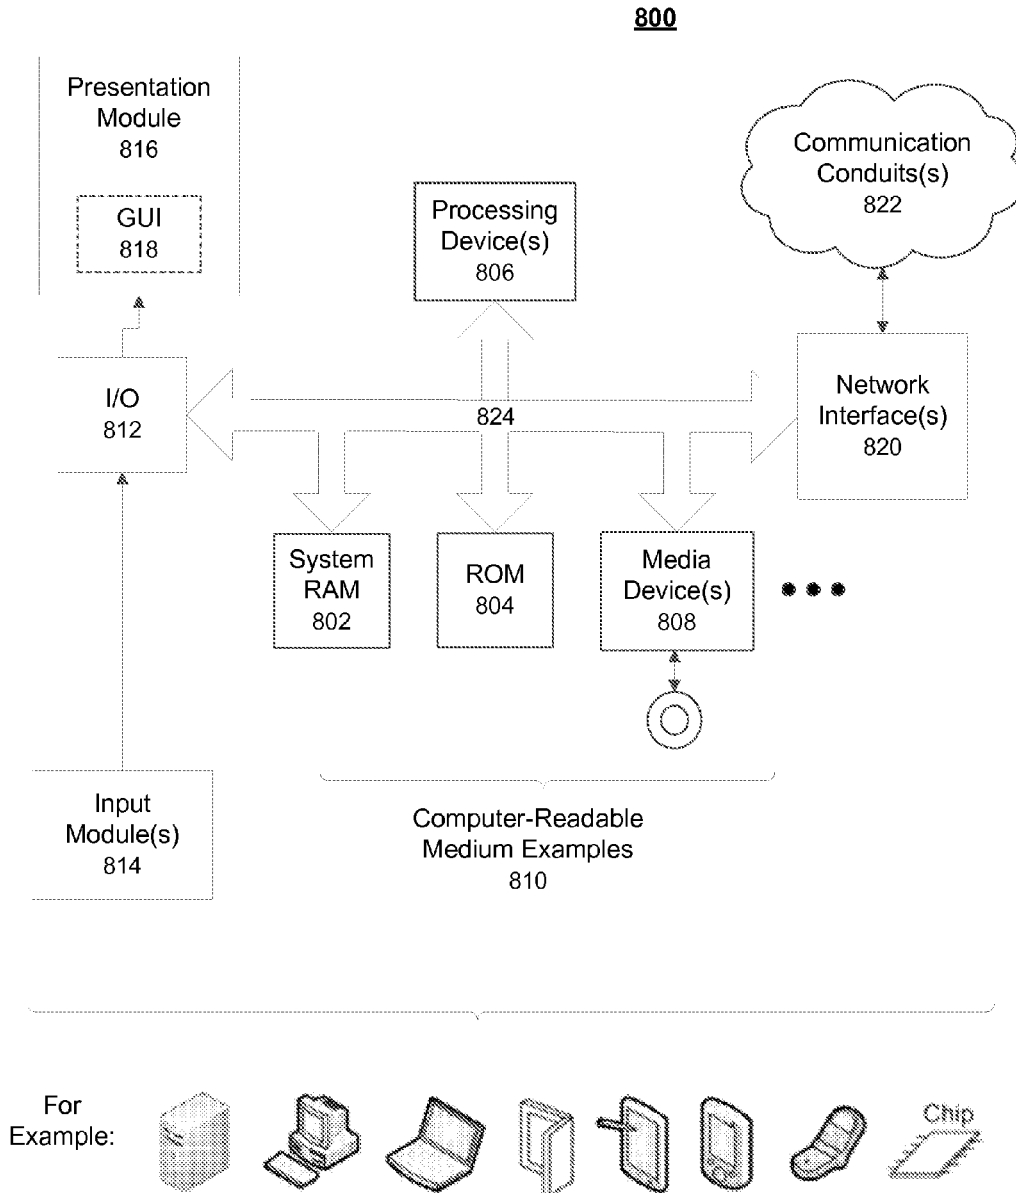 800
Presentation
Module
816
GUI
818
Communication
Conduits(s)
822
Processing
Device(s)
806
I/O
812
824
Network
Interface(s)
820
System
RAM
802
ROM
804
Media
Device(s)
808
Input
Module(s)
814
Computer-Readable
Medium Examples
810
For
Example:
Chip